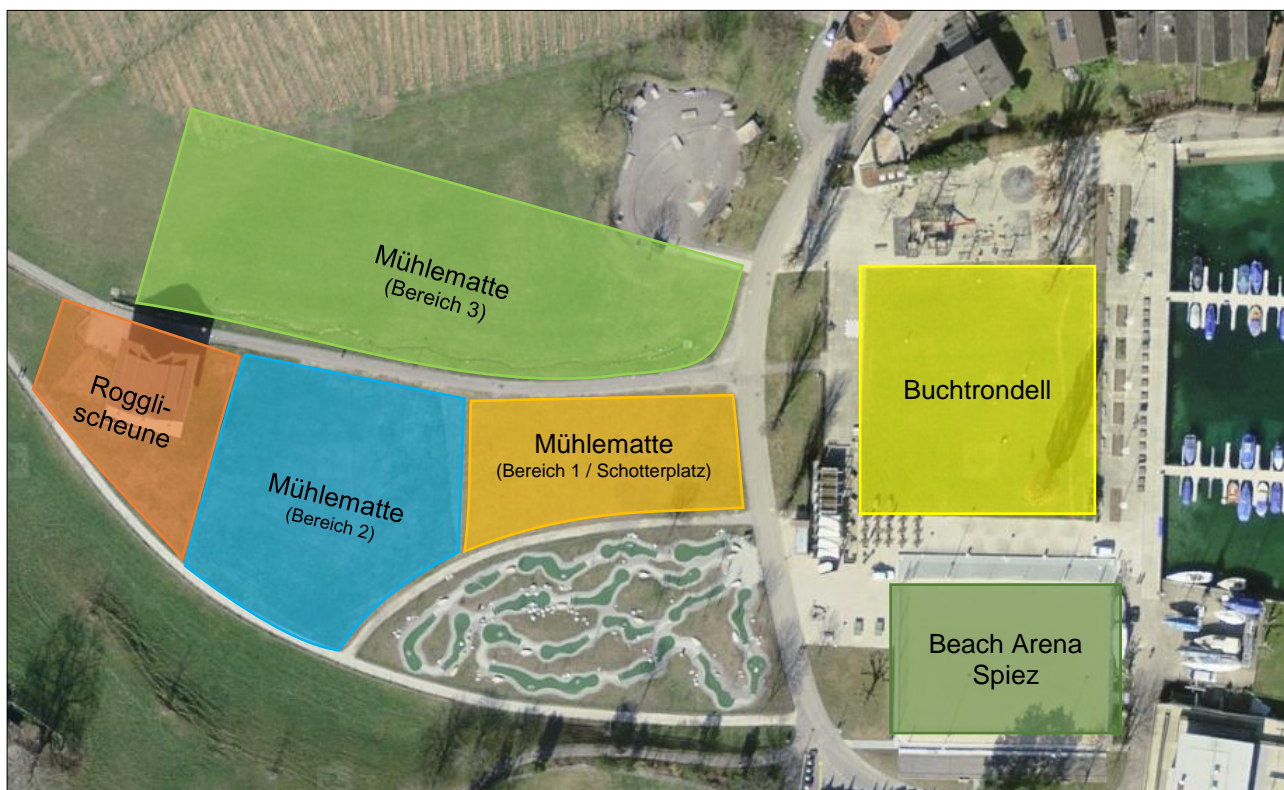 Mühlematte
(Bereich 3)
Roggli-
scheune
Mühlematte
(Bereich 2)
Mühlematte
(Bereich 1 / Schotterplatz)
Buchtrondell
Beach Arena
Spiez